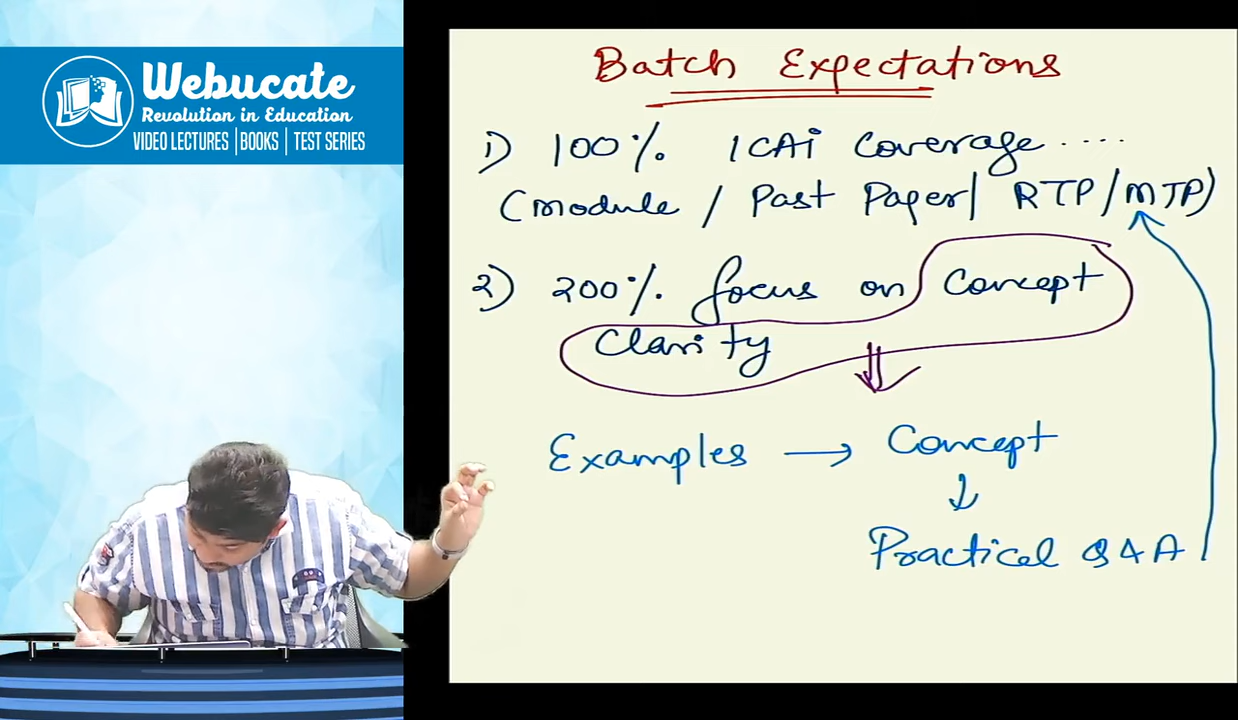 Webucate
Revolution in Education
VIDEO LECTURES | BOOKS | TEST SERIES
Batch Expectations
1) 100% ICAi Coverage ....
(Module / Past Paper / RTP / MTP)
2) 200% focus on Concept
Clarity
Examples → Concept
↓
Practical Q & A